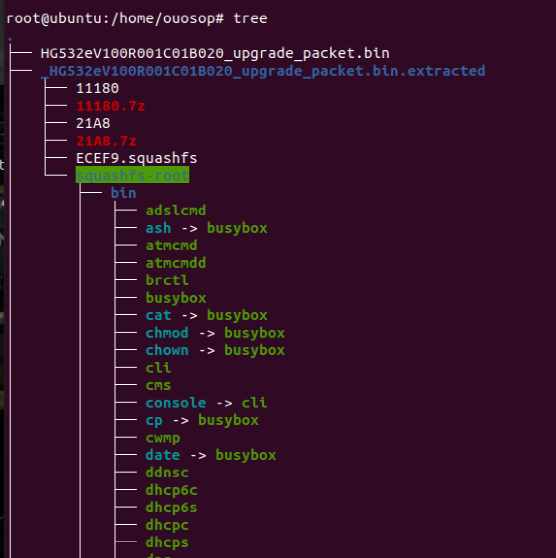 root@ubuntu:/home/ouosop# tree
.
├── HG532eV100R001C01B020_upgrade_packet.bin
├── _HG532eV100R001C01B020_upgrade_packet.bin.extracted
│   ├── 11180
│   ├── 11180.7z
│   ├── 21A8
│   ├── 21A8.7z
│   ├── ECEF9.squashfs
│   └── squashfs-root
│       ├── bin
│       │   ├── adslcmd
│       │   ├── ash -> busybox
│       │   ├── atmcmd
│       │   ├── atmcmdd
│       │   ├── brctl
│       │   ├── busybox
│       │   ├── cat -> busybox
│       │   ├── chmod -> busybox
│       │   ├── chown -> busybox
│       │   ├── cli
│       │   ├── cms
│       │   ├── console -> cli
│       │   ├── cp -> busybox
│       │   ├── cwmp
│       │   ├── date -> busybox
│       │   ├── ddnsc
│       │   ├── dhcp6c
│       │   ├── dhcp6s
│       │   ├── dhcpc
│       │   ├── dhcps